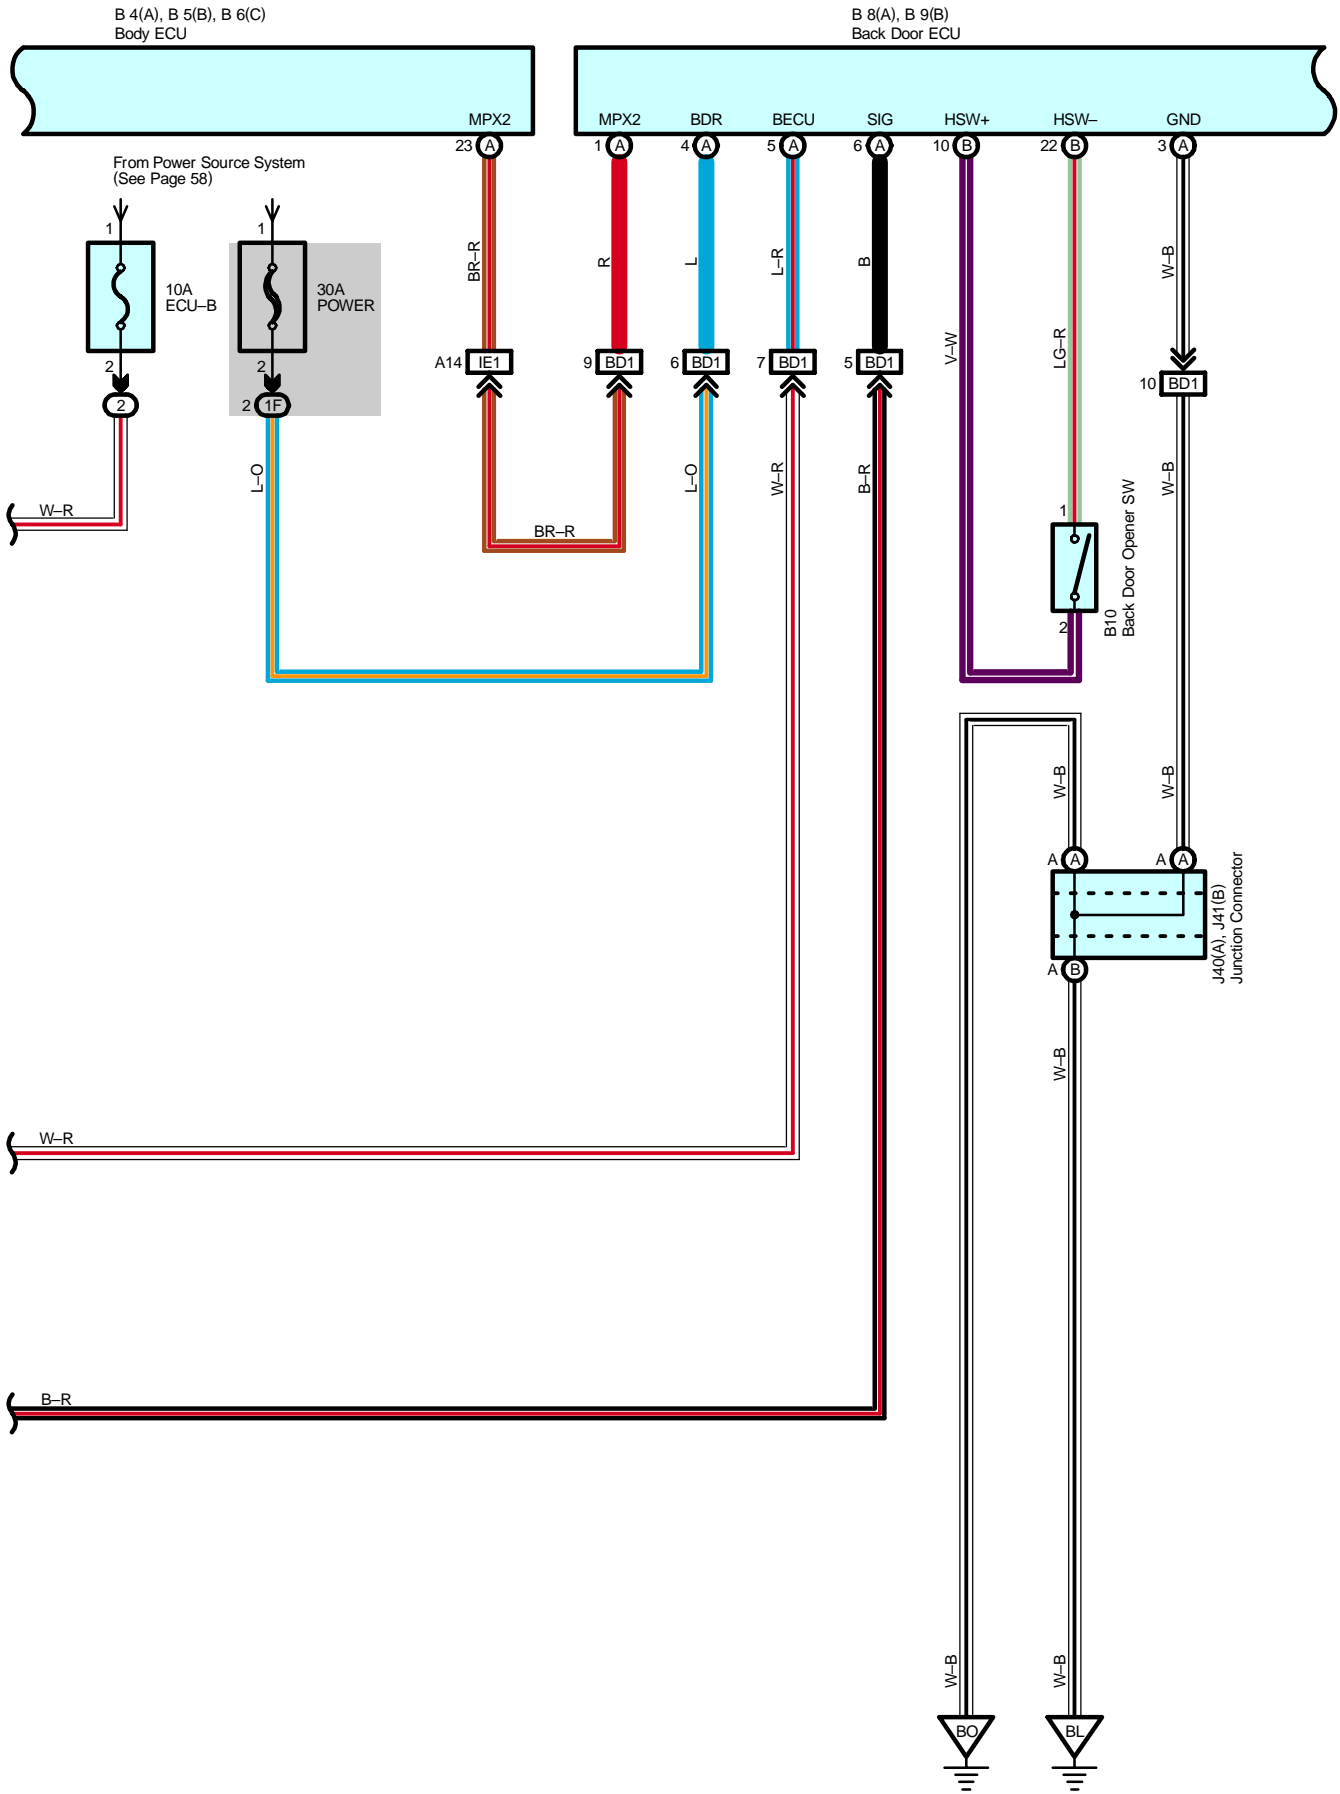 B 4(A), B 5(B), B 6(C)
Body ECU
B 8(A), B 9(B)
Back Door ECU
MPX2
MPX2
BDR
BECU
SIG
HSW+
HSW–
GND
23 A
1 A
4 A
5 A
6 A
10 B
22 B
3 A
From Power Source System
(See Page 58)
1
1
10A
ECU–B
30A
POWER
2
2
2
2 1F
BR–R
R
L
L–R
B
V–W
LG–R
W–B
A14 IE1
9 BD1
6 BD1
7 BD1
5 BD1
10 BD1
W–R
L–O
BR–R
L–O
W–R
B–R
W–B
1
2
B10
Back Door Opener SW
W–B
W–B
A A
A A
J40(A), J41(B)
Junction Connector
A B
W–B
W–R
B–R
W–B
W–B
BO
BL